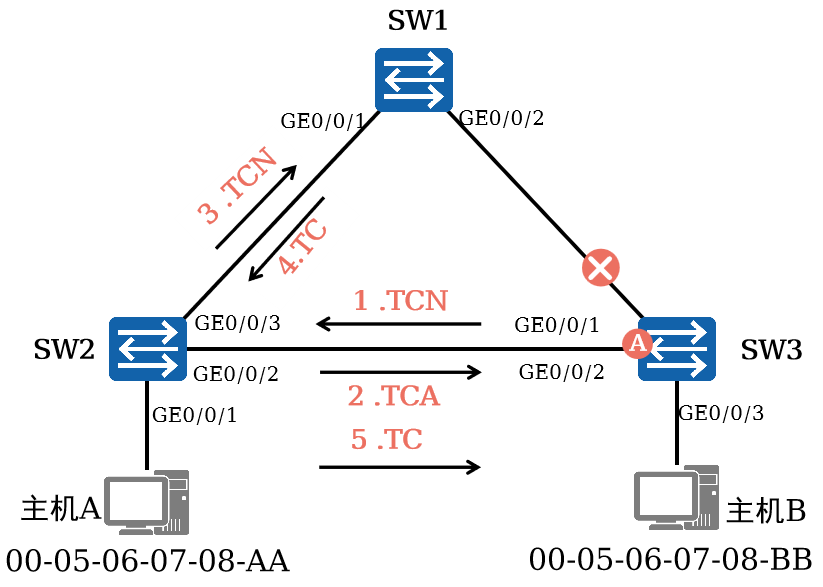 SW1
GE0/0/1
GE0/0/2
3 .TCN
4.TC
1 .TCN
GE0/0/3
GE0/0/1
SW2
A
SW3
GE0/0/2
GE0/0/2
2 .TCA
GE0/0/1
GE0/0/3
5 .TC
主机A
主机B
00-05-06-07-08-AA
00-05-06-07-08-BB